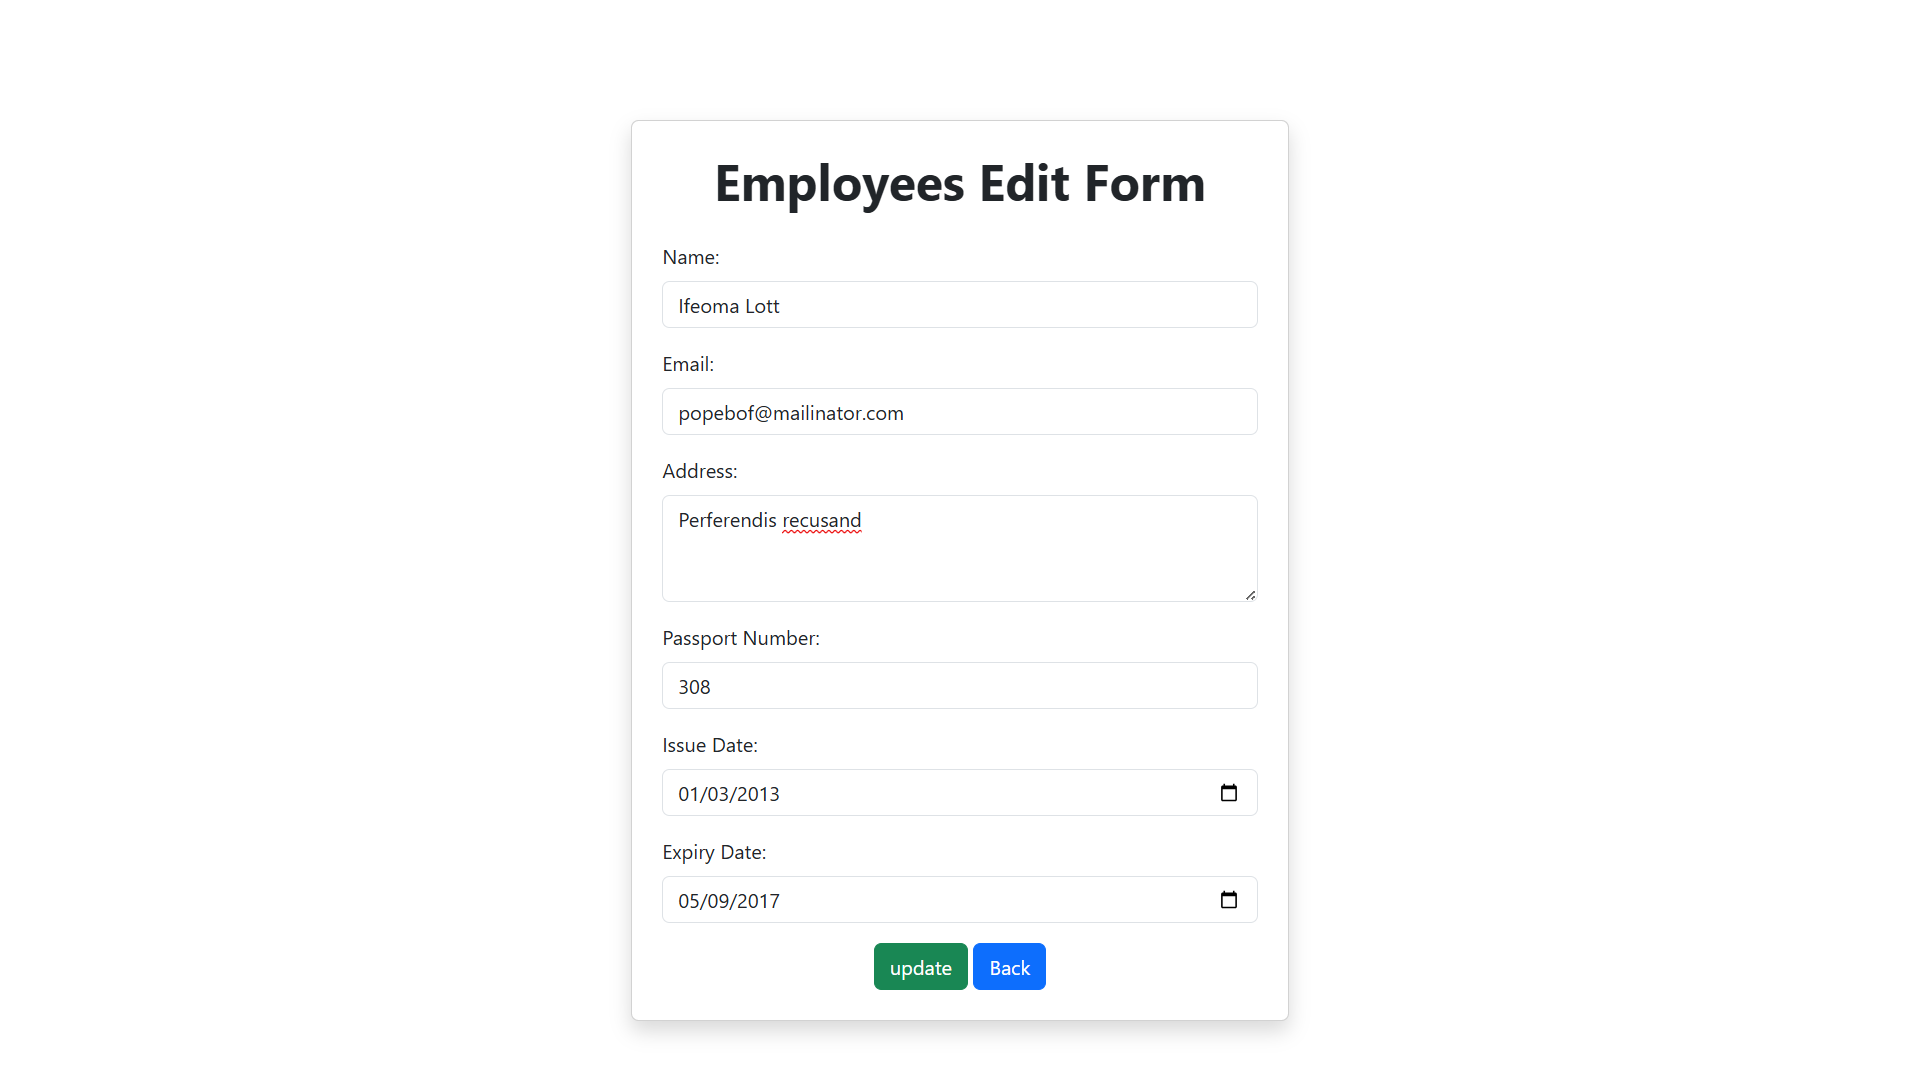 Employees Edit Form
Name:
Ifeoma Lott
Email:
popebof@mailinator.com
Address:
Perferendis recusand
Passport Number:
308
Issue Date:
01/03/2013
Expiry Date:
05/09/2017
update Back